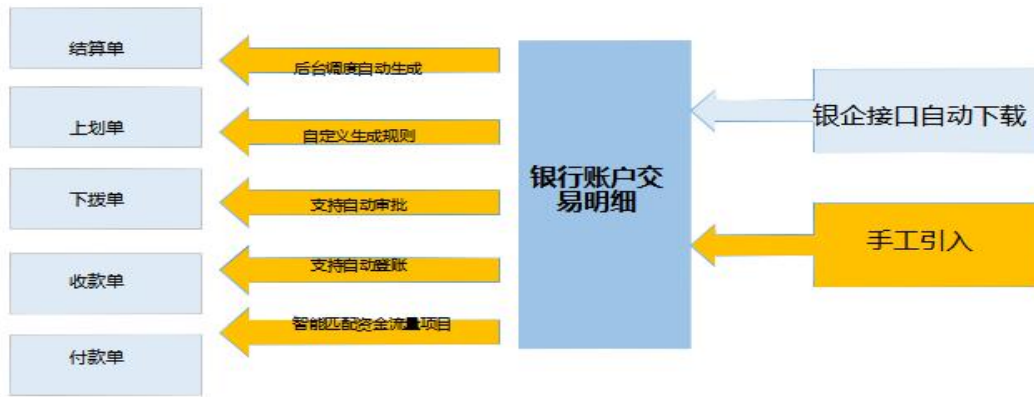 结算单
上划单
下拨单
收款单
付款单
后台调度自动生成
自定义生成规则
支持自动审批
支持自动登账
智能匹配资金流量项目
银行账户交
易明细
银企接口自动下载
手工引入